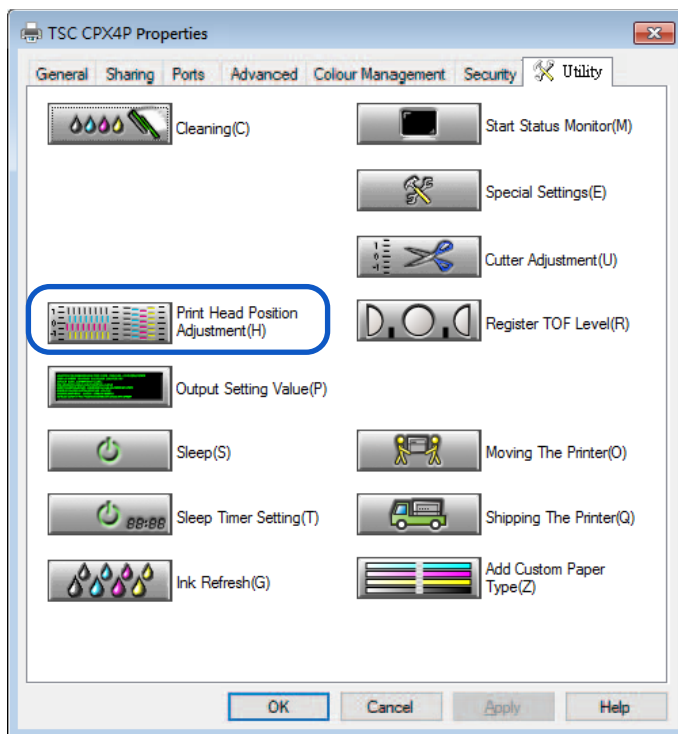 TSC CPX4P Properties
General Sharing Ports Advanced Colour Management Security Utility
Cleaning(C)
Start Status Monitor(M)
Special Settings(E)
Cutter Adjustment(U)
Print Head Position
Adjustment(H)
Register TOF Level(R)
Output Setting Value(P)
Sleep(S)
Moving The Printer(O)
88:88
Sleep Timer Setting(T)
Shipping The Printer(Q)
Ink Refresh(G)
Add Custom Paper
Type(Z)
OK Cancel Apply Help